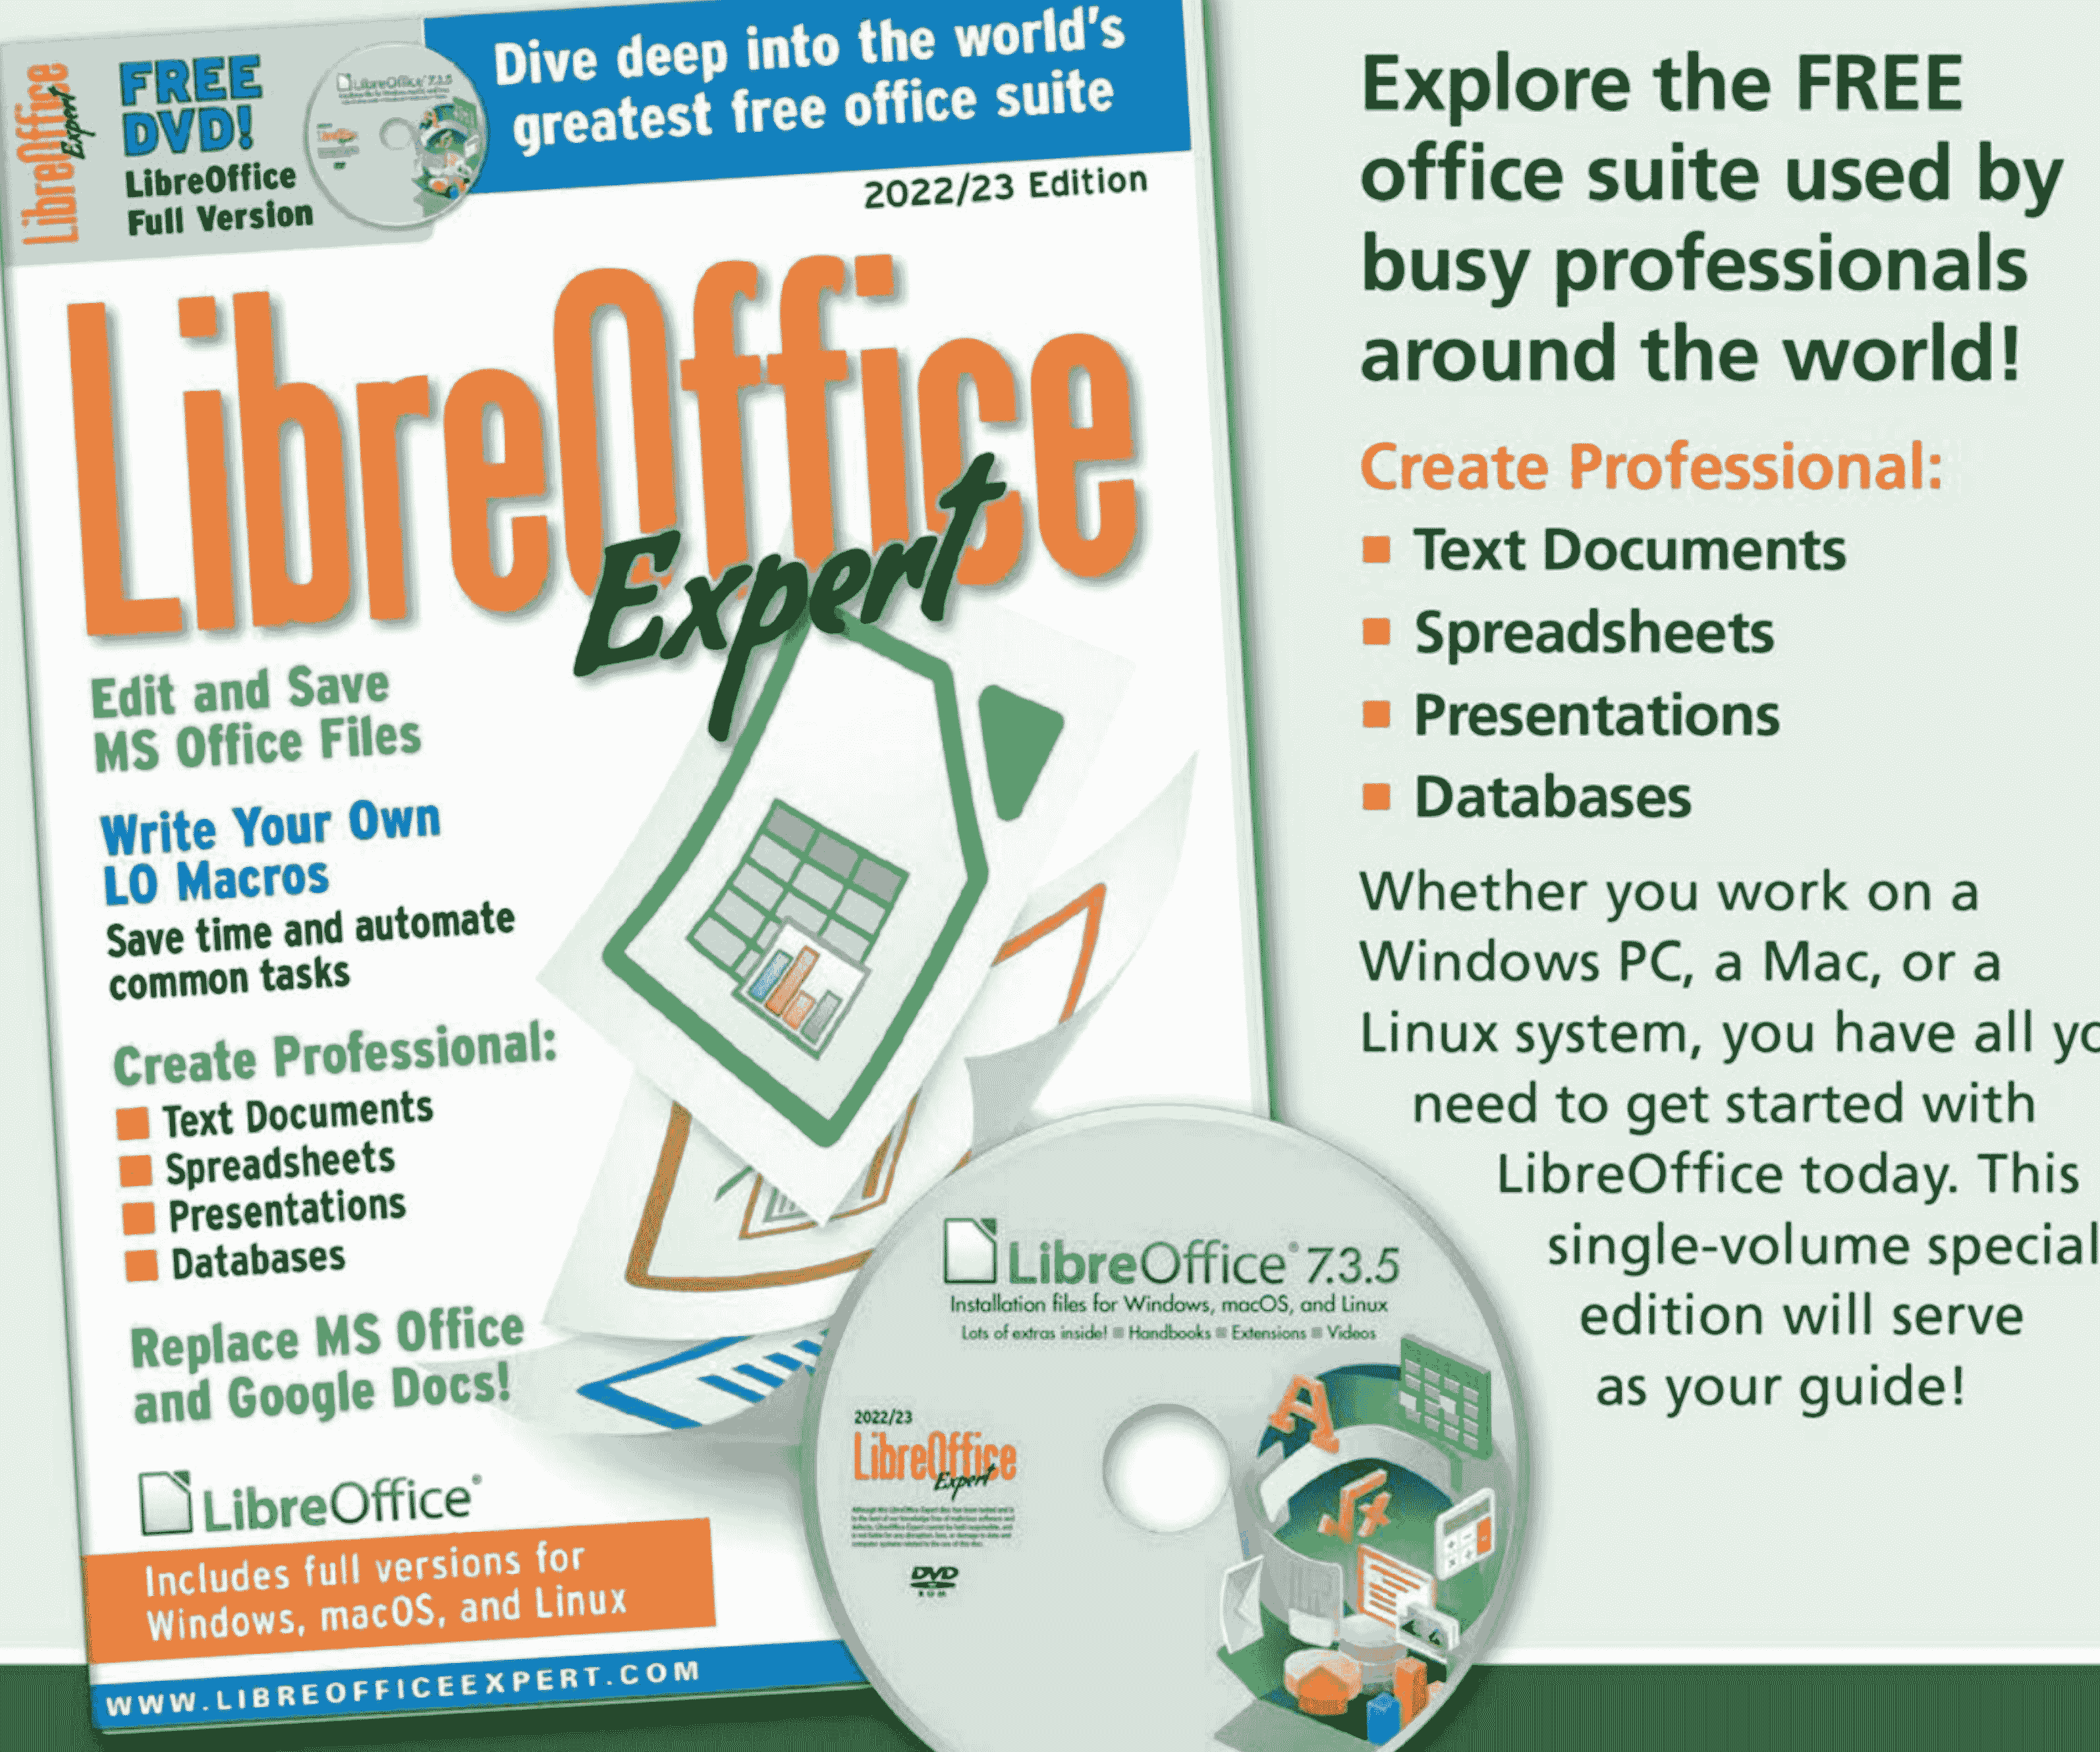 LibreOffice
Expert
FREE
DVD!
LibreOffice
Full Version
LibreOffice 7.3.5
Dive deep into the world's
greatest free office suite
2022/23 Edition
LibreOffice
Expert
Edit and Save
MS Office Files
Write Your Own
LO Macros
Save time and automate
common tasks
Create Professional:
Text Documents
Spreadsheets
Presentations
Databases
Replace MS Office
and Google Docs!
LibreOffice®
Includes full versions for
Windows, macOS, and Linux
WWW.LIBREOFFICEEXPERT.COM
LibreOffice® 7.3.5
Installation files for Windows, macOS, and Linux
Lots of extras inside! ■ Handbooks ■ Extensions ■ Videos
2022/23
LibreOffice
Expert
DVD
ROM
Explore the FREE
office suite used by
busy professionals
around the world!
Create Professional:
■ Text Documents
■ Spreadsheets
■ Presentations
■ Databases
Whether you work on a
Windows PC, a Mac, or a
Linux system, you have all yo
need to get started with
LibreOffice today. This
single-volume special
edition will serve
as your guide!